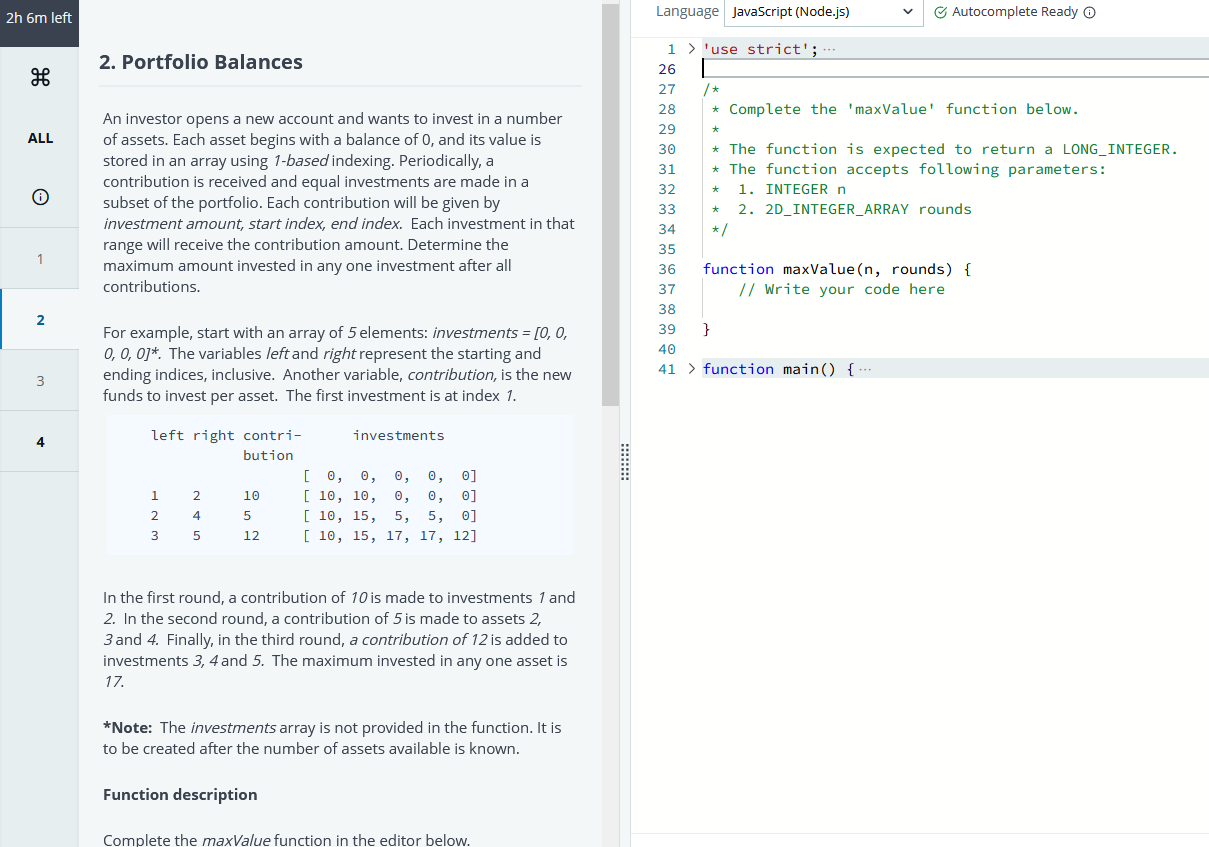 2h 6m left
ALL
1
2
3
4
2. Portfolio Balances
An investor opens a new account and wants to invest in a number
of assets. Each asset begins with a balance of 0, and its value is
stored in an array using 1-based indexing. Periodically, a
contribution is received and equal investments are made in a
subset of the portfolio. Each contribution will be given by
investment amount, start index, end index.  Each investment in that
range will receive the contribution amount. Determine the
maximum amount invested in any one investment after all
contributions.
For example, start with an array of 5 elements: investments = [0, 0,
0, 0, 0]*.  The variables left and right represent the starting and
ending indices, inclusive.  Another variable, contribution, is the new
funds to invest per asset.  The first investment is at index 1.
left right contri-      investments
bution
[  0,  0,  0,  0,  0]
1    2     10     [ 10, 10,  0,  0,  0]
2    4     5      [ 10, 15,  5,  5,  0]
3    5     12     [ 10, 15, 17, 17, 12]
In the first round, a contribution of 10 is made to investments 1 and
2.  In the second round, a contribution of 5 is made to assets 2,
3 and 4.  Finally, in the third round, a contribution of 12 is added to
investments 3, 4 and 5.  The maximum invested in any one asset is
17.
*Note:  The investments array is not provided in the function. It is
to be created after the number of assets available is known.
Function description
Complete the maxValue function in the editor below.
Language JavaScript (Node.js) Autocomplete Ready
1 > 'use strict'; ...
26
27 /*
28  * Complete the 'maxValue' function below.
29  *
30  * The function is expected to return a LONG_INTEGER.
31  * The function accepts following parameters:
32  *  1. INTEGER n
33  *  2. 2D_INTEGER_ARRAY rounds
34  */
35
36 function maxValue(n, rounds) {
37     // Write your code here
38
39 }
40
41 > function main() { ...